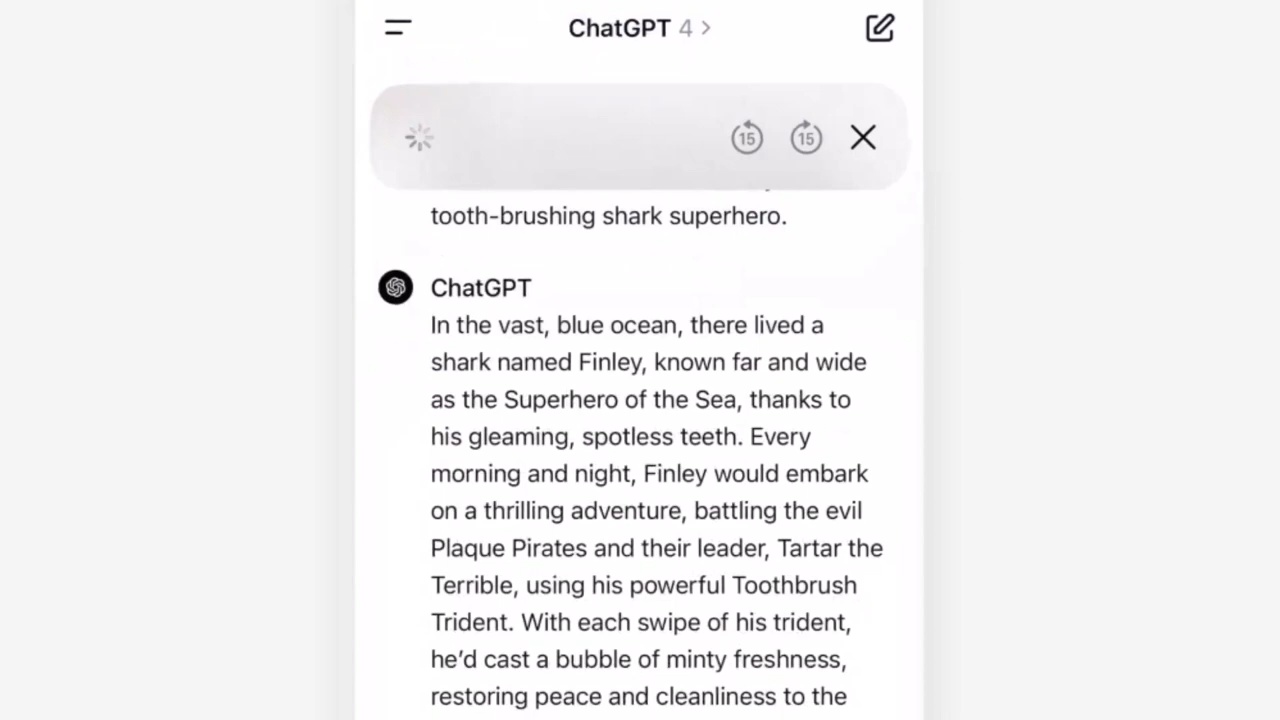 ChatGPT 4 >
15 15
tooth-brushing shark superhero.
ChatGPT
In the vast, blue ocean, there lived a
shark named Finley, known far and wide
as the Superhero of the Sea, thanks to
his gleaming, spotless teeth. Every
morning and night, Finley would embark
on a thrilling adventure, battling the evil
Plaque Pirates and their leader, Tartar the
Terrible, using his powerful Toothbrush
Trident. With each swipe of his trident,
he’d cast a bubble of minty freshness,
restoring peace and cleanliness to the